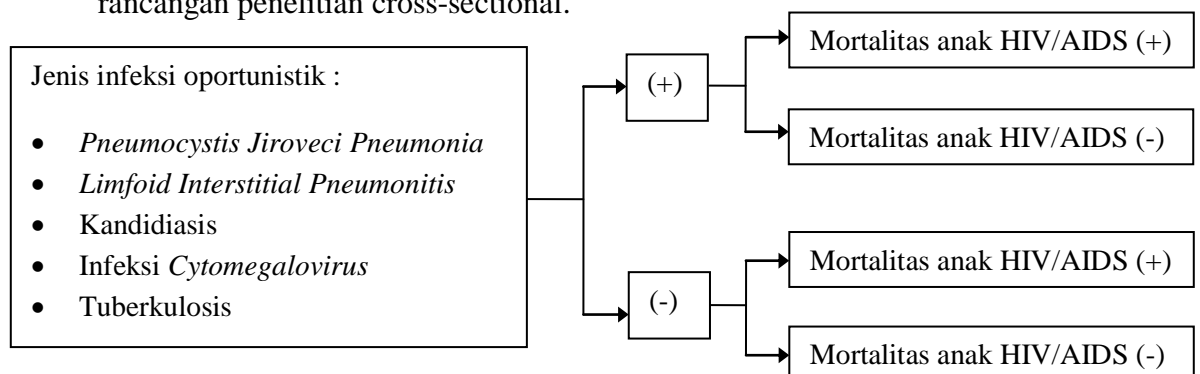 rancangan penelitian cross-sectional.
Jenis infeksi oportunistik :
• Pneumocystis Jiroveci Pneumonia
• Limfoid Interstitial Pneumonitis
• Kandidiasis
• Infeksi Cytomegalovirus
• Tuberkulosis
(+)
Mortalitas anak HIV/AIDS (+)
Mortalitas anak HIV/AIDS (-)
(-)
Mortalitas anak HIV/AIDS (+)
Mortalitas anak HIV/AIDS (-)